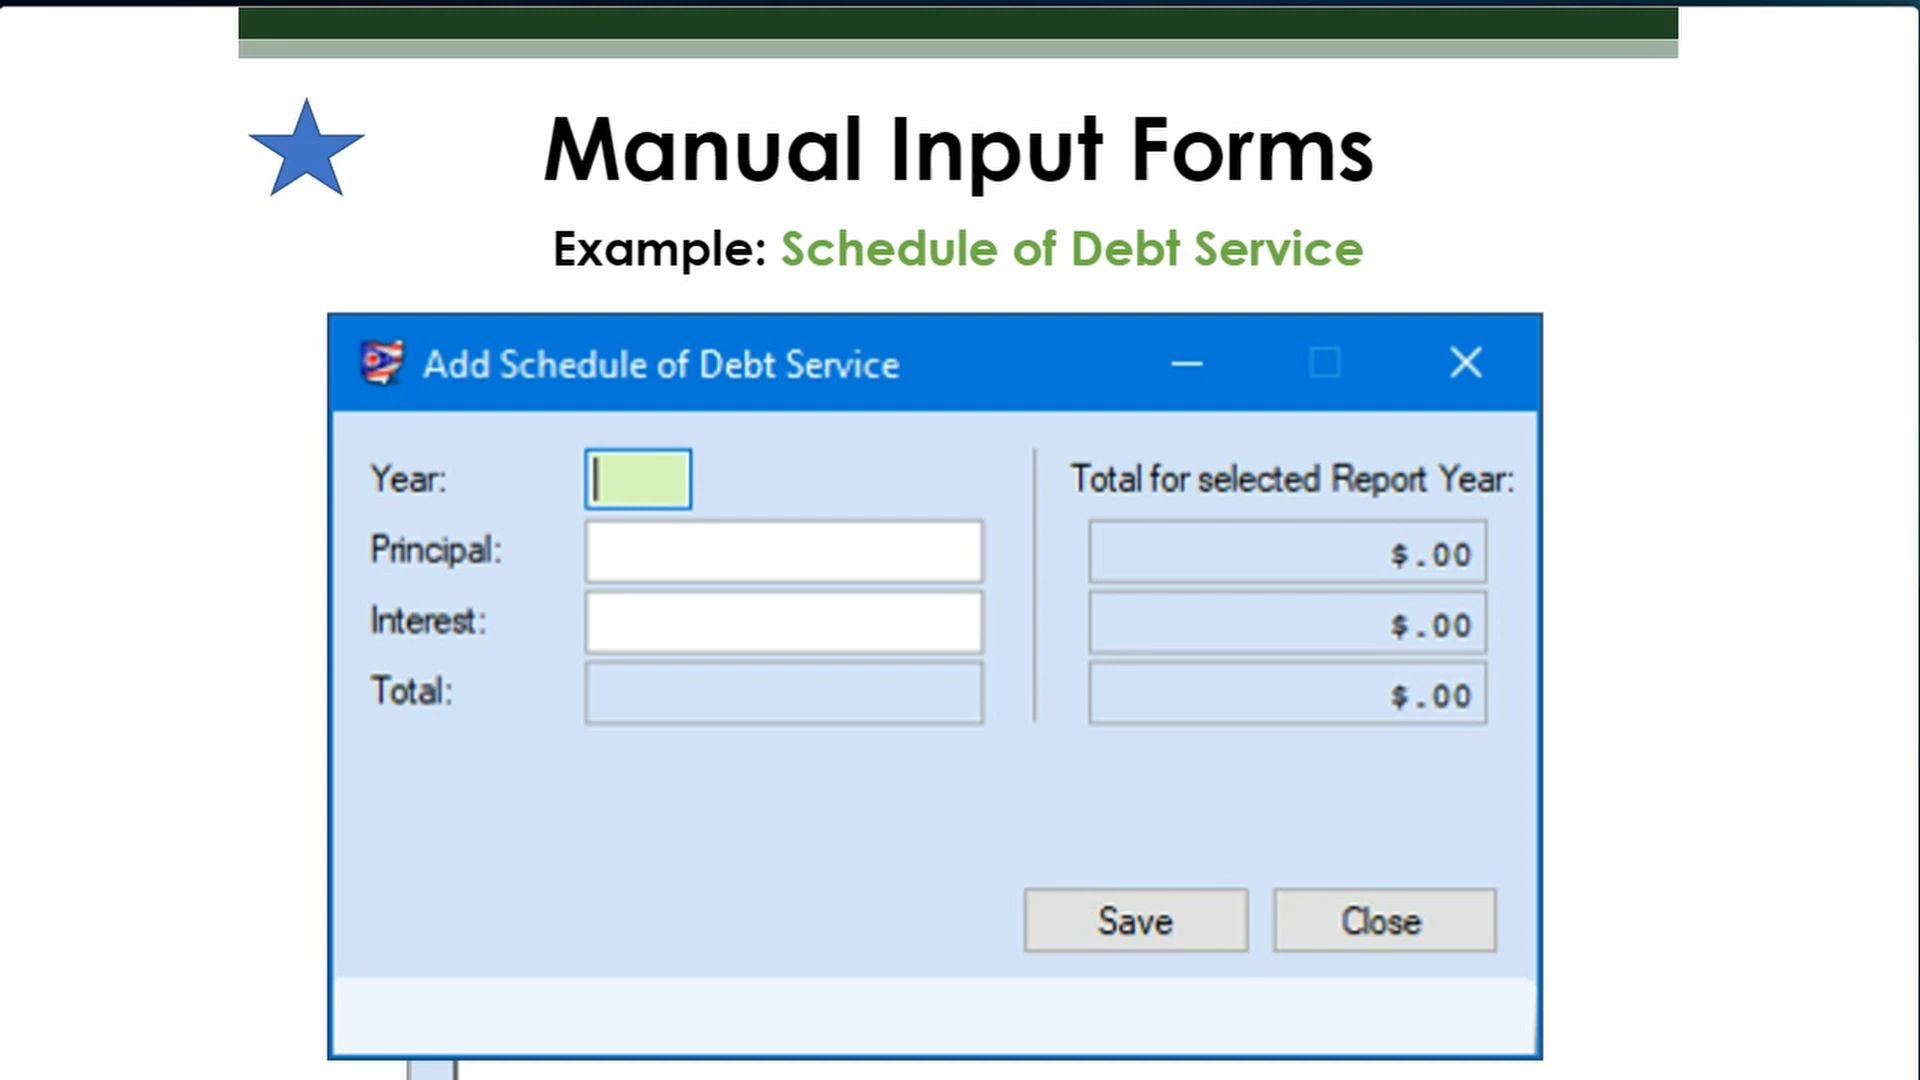 Manual Input Forms
Example: Schedule of Debt Service
Add Schedule of Debt Service
Year:
Total for selected Report Year:
Principal:
$.00
Interest:
$.00
Total:
$.00
Save
Close